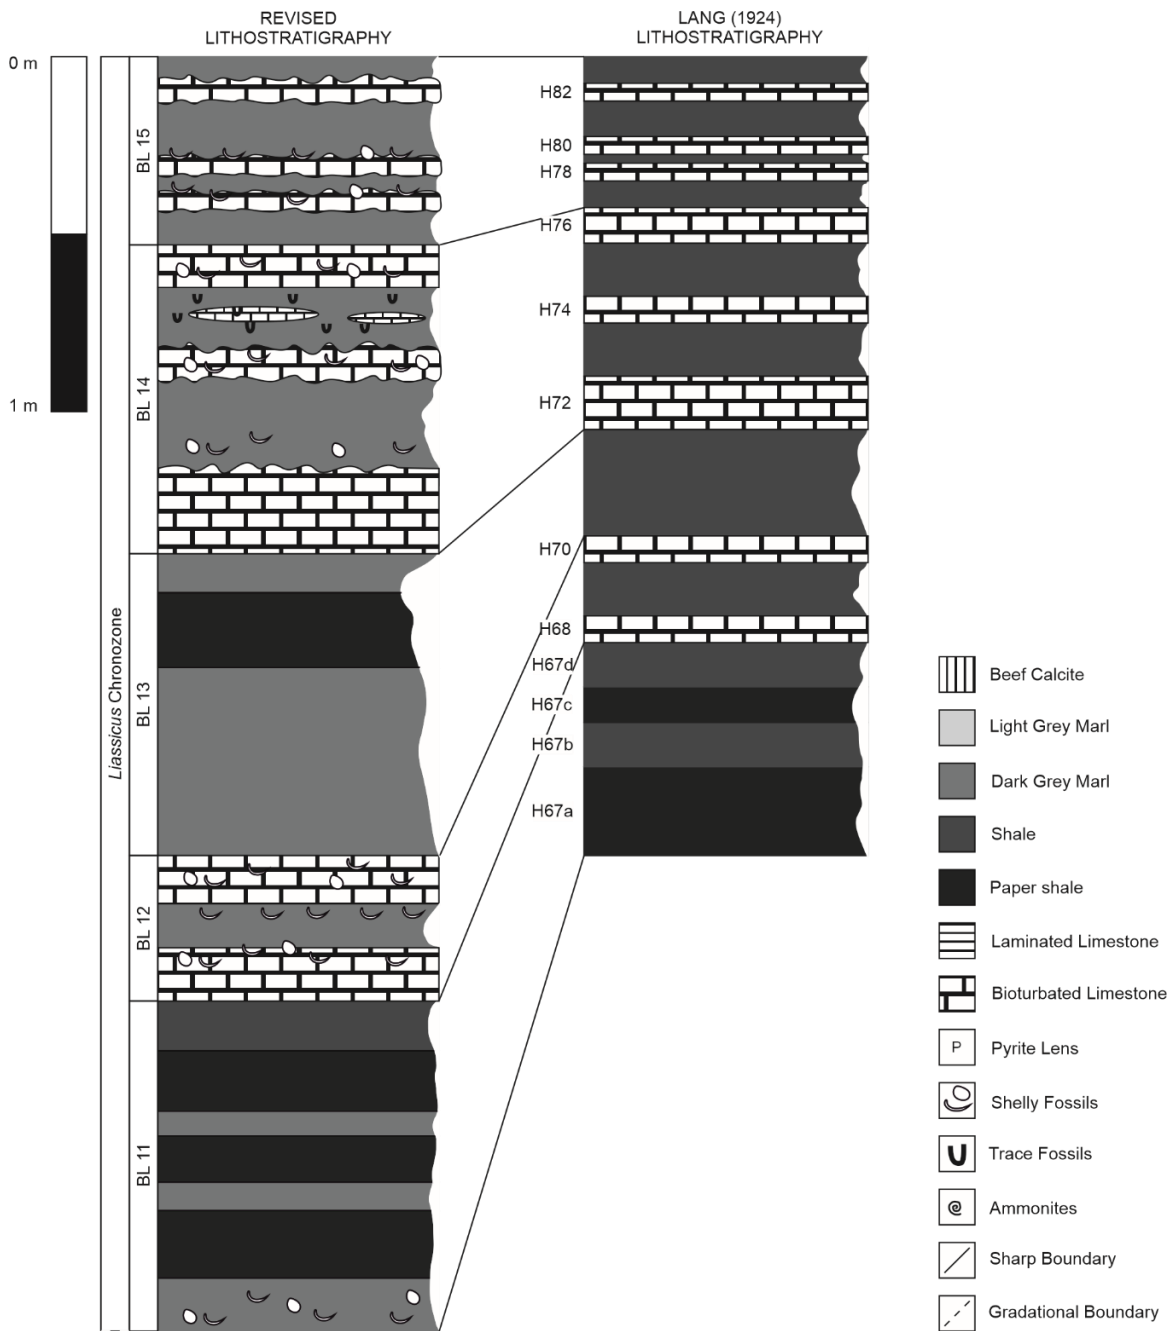 REVISED
LITHOSTRATIGRAPHY
LANG (1924)
LITHOSTRATIGRAPHY
0 m
1 m
Liassicus Chronozone
BL 15
BL 14
BL 13
BL 12
BL 11
H82
H80
H78
H76
H74
H72
H70
H68
H67d
H67c
H67b
H67a
Beef Calcite
Light Grey Marl
Dark Grey Marl
Shale
Paper shale
Laminated Limestone
Bioturbated Limestone
P Pyrite Lens
Shelly Fossils
Trace Fossils
Ammonites
Sharp Boundary
Gradational Boundary